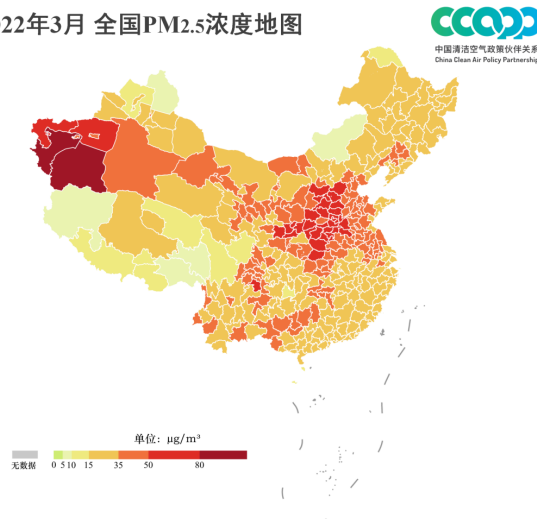 022年3月 全国PM2.5浓度地图
CCAPP
中国清洁空气政策伙伴关系
China Clean Air Policy Partnership
单位：μg/m³
无数据 0 5 10 15 35 50 80